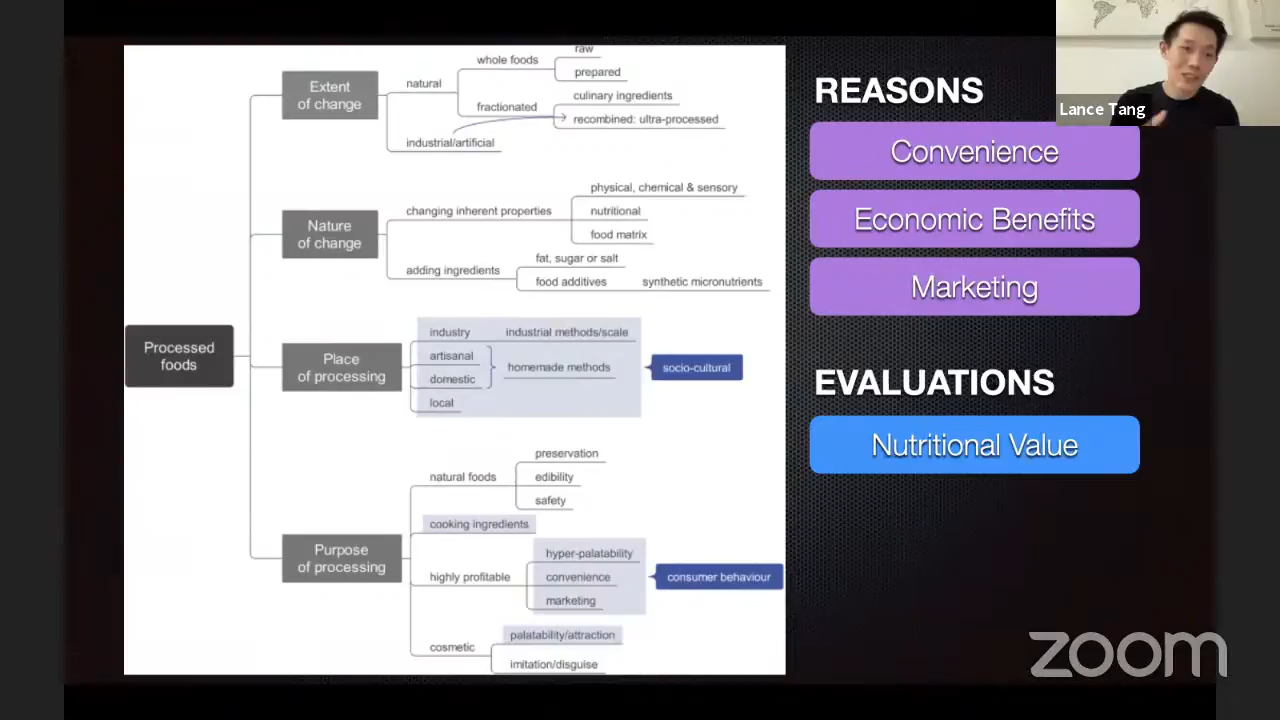 Processed
foods
Extent
of change
natural
whole foods
raw
prepared
fractionated
culinary ingredients
recombined: ultra-processed
industrial/artificial
Nature
of change
changing inherent properties
physical, chemical & sensory
nutritional
food matrix
adding ingredients
fat, sugar or salt
food additives
synthetic micronutrients
Place
of processing
industry
industrial methods/scale
artisanal
domestic
homemade methods
local
socio-cultural
Purpose
of processing
natural foods
preservation
edibility
safety
cooking ingredients
highly profitable
hyper-palatability
convenience
marketing
consumer behaviour
cosmetic
palatability/attraction
imitation/disguise
REASONS
Convenience
Economic Benefits
Marketing
EVALUATIONS
Nutritional Value
Lance Tang
zoom